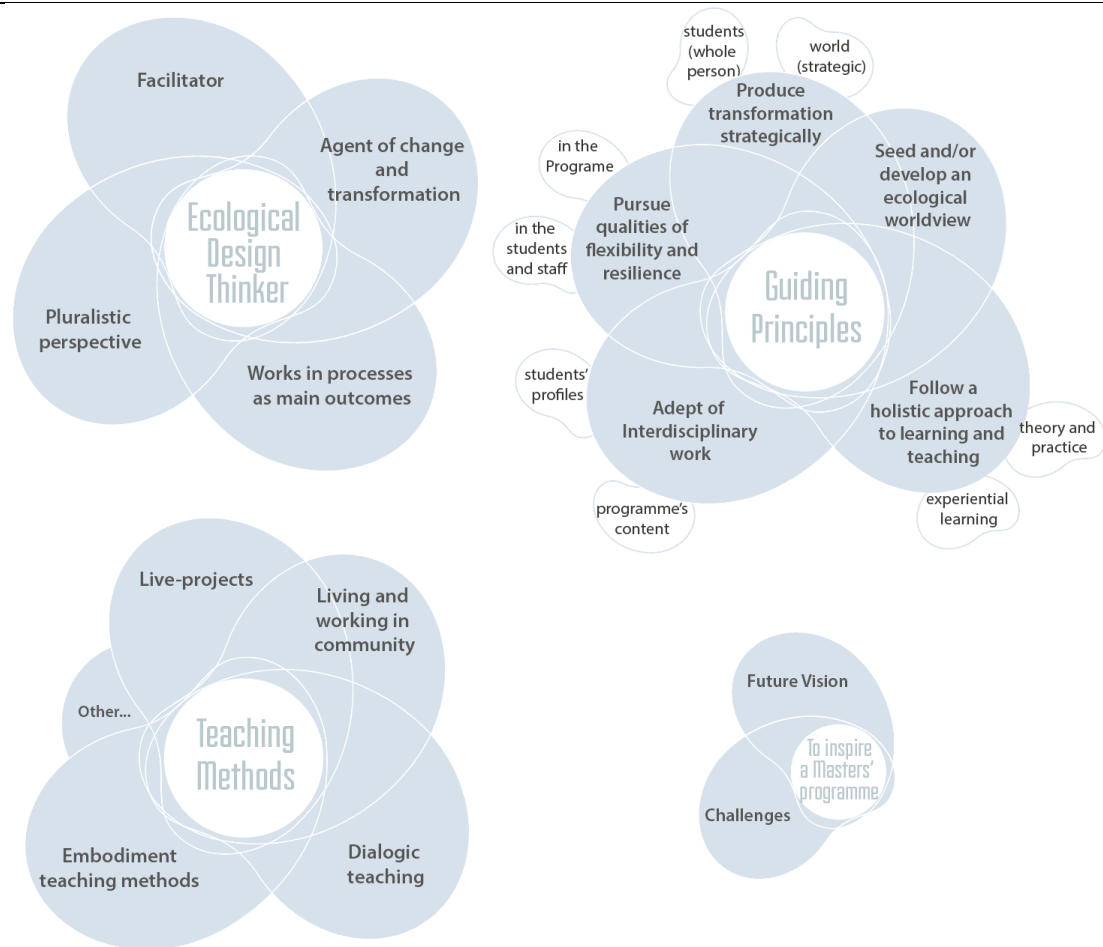 Facilitator
Agent of change
and
transformation
Ecological
Design
Thinker
Pluralistic
perspective
Works in processes
as main outcomes
students
(whole
person)
world
(strategic)
Produce
transformation
strategically
in the
Programe
Seed and/or
develop an
ecological
worldview
Pursue
qualities of
flexibility and
resilience
in the
students
and staff
Guiding
Principles
students'
profiles
Adept of
Interdisciplinary
work
Follow a
holistic approach
to learning and
teaching
theory and
practice
programme's
content
experiential
learning
Live-projects
Living and
working in
community
Other...
Teaching
Methods
Embodiment
teaching methods
Dialogic
teaching
Future Vision
To inspire
a Masters'
programme
Challenges